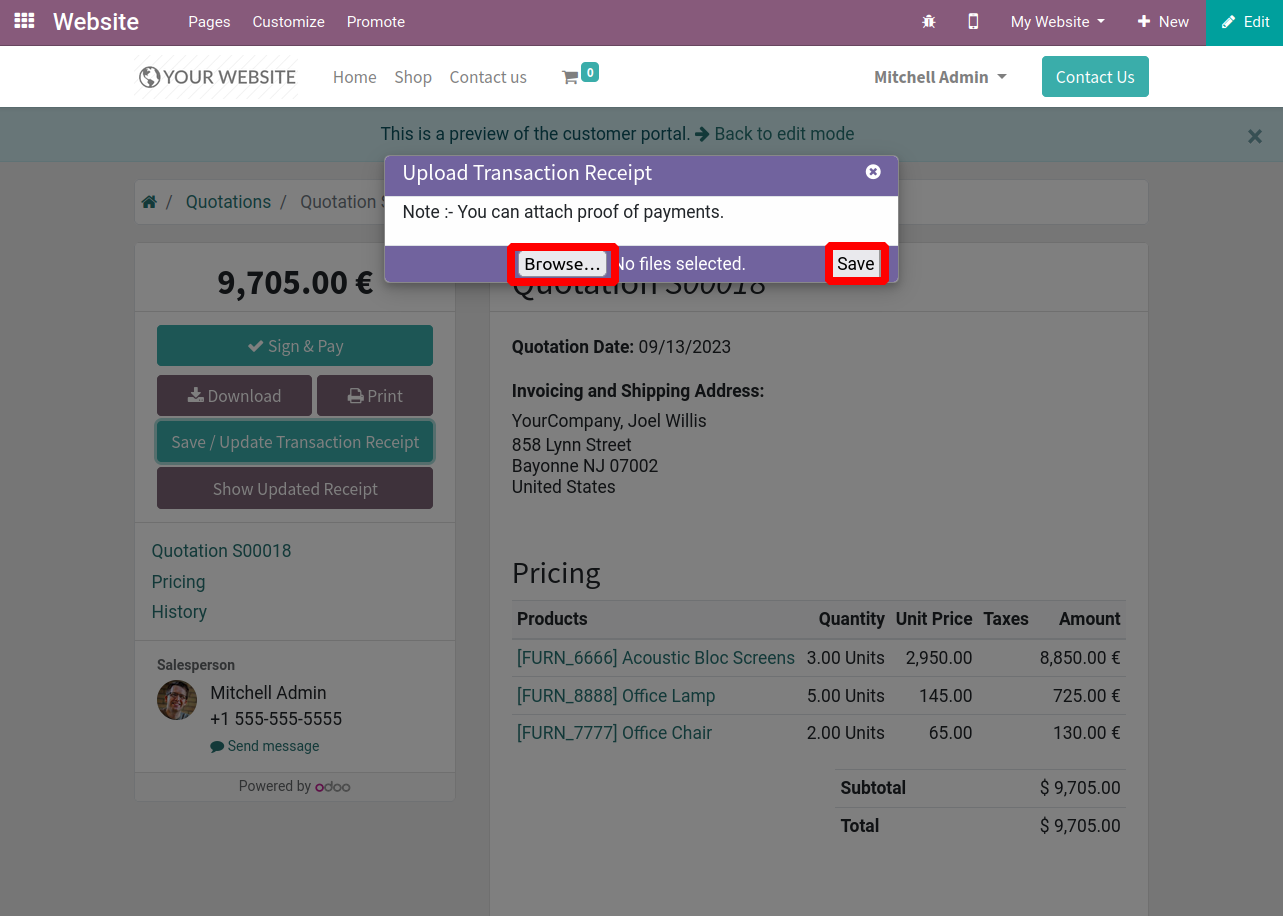 Website Pages Customize Promote My Website New Edit
YOUR WEBSITE Home Shop Contact us 0 Mitchell Admin Contact Us
This is a preview of the customer portal. Back to edit mode
Upload Transaction Receipt
Note :- You can attach proof of payments.
Browse... No files selected. Save
/ Quotations / Quotation
9,705.00 €
Sign & Pay
Download Print
Save / Update Transaction Receipt
Show Updated Receipt
Quotation S00018
Pricing
History
Salesperson
Mitchell Admin
+1 555-555-5555
Send message
Powered by odoo
Quotation S00018
Quotation Date: 09/13/2023
Invoicing and Shipping Address:
YourCompany, Joel Willis
858 Lynn Street
Bayonne NJ 07002
United States
Pricing
Products Quantity Unit Price Taxes Amount
[FURN_6666] Acoustic Bloc Screens 3.00 Units 2,950.00 8,850.00 €
[FURN_8888] Office Lamp 5.00 Units 145.00 725.00 €
[FURN_7777] Office Chair 2.00 Units 65.00 130.00 €
Subtotal $ 9,705.00
Total $ 9,705.00